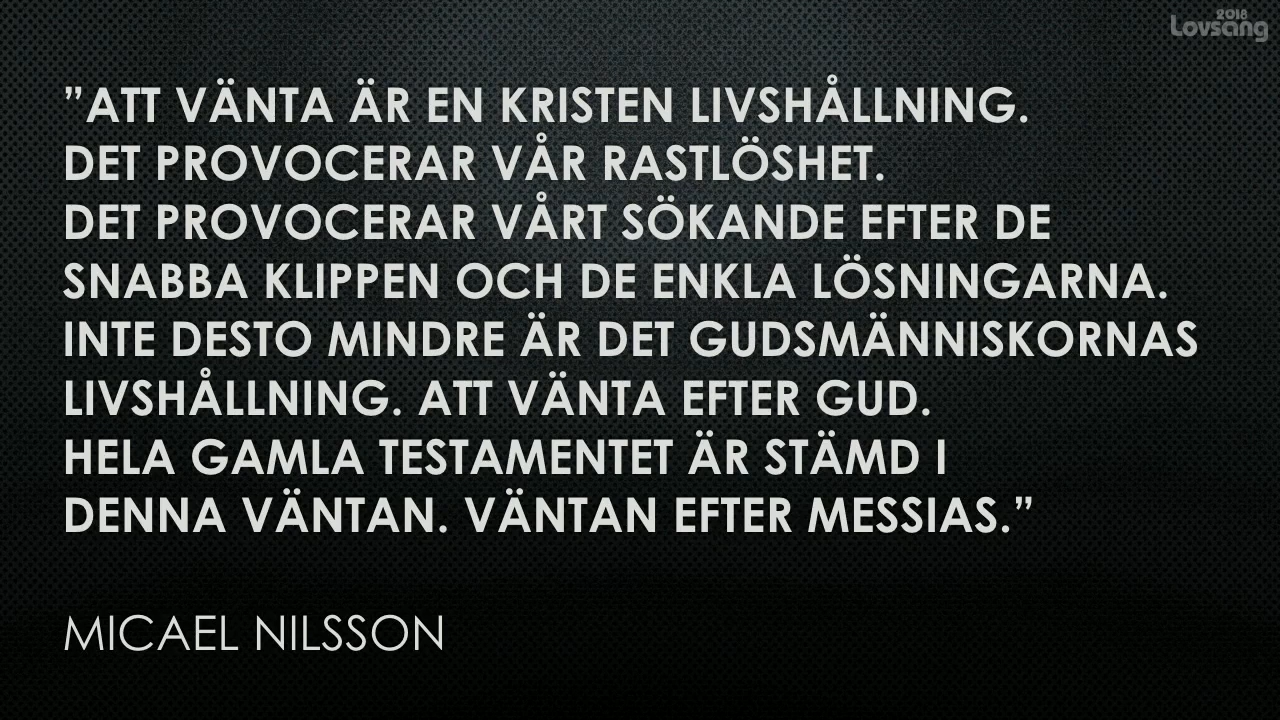 2018
Lovsång
”ATT VÄNTA ÄR EN KRISTEN LIVSHÅLLNING.
DET PROVOCERAR VÅR RASTLÖSHET.
DET PROVOCERAR VÅRT SÖKANDE EFTER DE
SNABBA KLIPPEN OCH DE ENKLA LÖSNINGARNA.
INTE DESTO MINDRE ÄR DET GUDSMÄNNISKORNAS
LIVSHÅLLNING. ATT VÄNTA EFTER GUD.
HELA GAMLA TESTAMENTET ÄR STÄMD I
DENNA VÄNTAN. VÄNTAN EFTER MESSIAS.”
MICAEL NILSSON